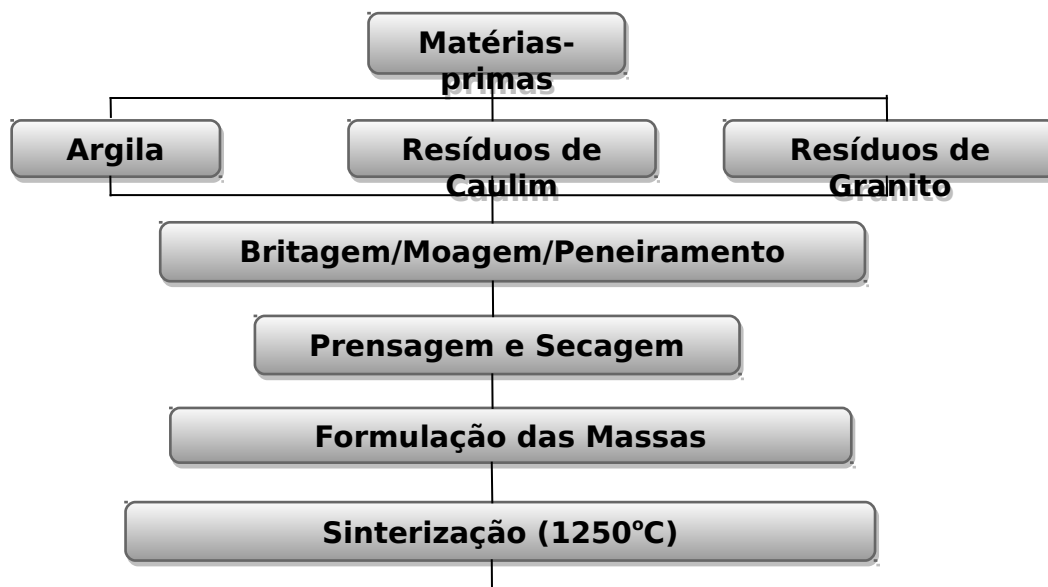 Matérias-
primas
Argila
Resíduos de
Caulim
Resíduos de
Granito
Britagem/Moagem/Peneiramento
Prensagem e Secagem
Formulação das Massas
Sinterização (1250ºC)